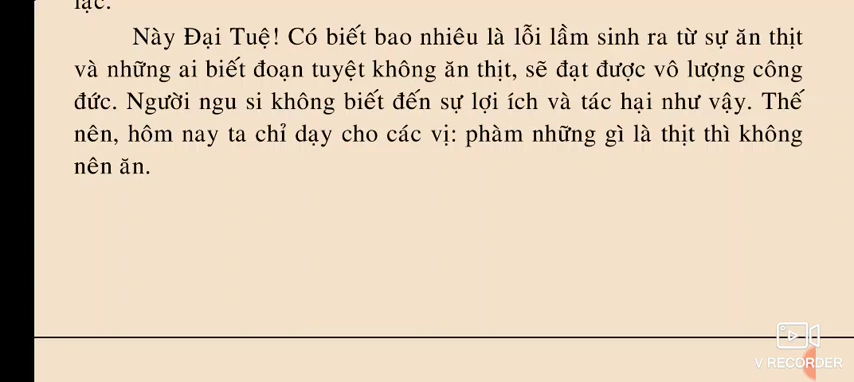 lạc.
Này Đại Tuệ! Có biết bao nhiêu là lỗi lầm sinh ra từ sự ăn thịt
và những ai biết đoạn tuyệt không ăn thịt, sẽ đạt được vô lượng công
đức. Người ngu si không biết đến sự lợi ích và tác hại như vậy. Thế
nên, hôm nay ta chỉ dạy cho các vị: phàm những gì là thịt thì không
nên ăn.
V RECORDER